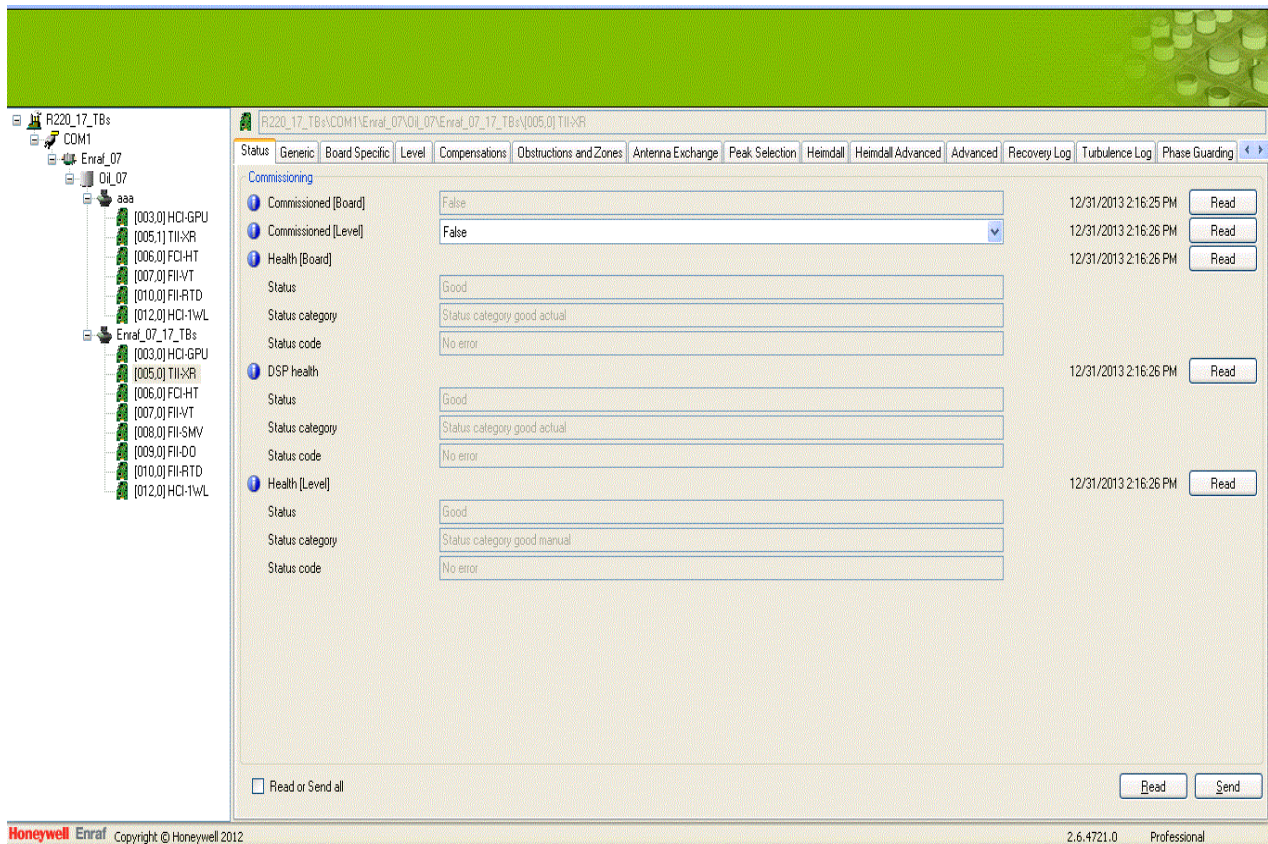 R220_17_TBs
COM1
Enraf_07
Oil_07
aaa
[003,0] HCI-GPU
[005,1] TII-XR
[006,0] FCI-HT
[007,0] FII-VT
[010,0] FII-RTD
[012,0] HCI-1WL
Enraf_07_17_TBs
[003,0] HCI-GPU
[005,0] TII-XR
[006,0] FCI-HT
[007,0] FII-VT
[008,0] FII-SMV
[009,0] FII-DO
[010,0] FII-RTD
[012,0] HCI-1WL
R220_17_TBs\COM1\Enraf_07\Oil_07\Enraf_07_17_TBs\[005,0] TII-XR
Status Generic Board Specific Level Compensations Obstructions and Zones Antenna Exchange Peak Selection Heimdall Heimdall Advanced Advanced Recovery Log Turbulence Log Phase Guarding
Commissioning
Commissioned [Board] False 12/31/2013 2:16:25 PM Read
Commissioned [Level] False 12/31/2013 2:16:26 PM Read
Health [Board] 12/31/2013 2:16:26 PM Read
Status Good
Status category Status category good actual
Status code No error
DSP health 12/31/2013 2:16:26 PM Read
Status Good
Status category Status category good actual
Status code No error
Health [Level] 12/31/2013 2:16:26 PM Read
Status Good
Status category Status category good manual
Status code No error
Read or Send all Read Send
Honeywell Enraf Copyright © Honeywell 2012 2.6.4721.0 Professional